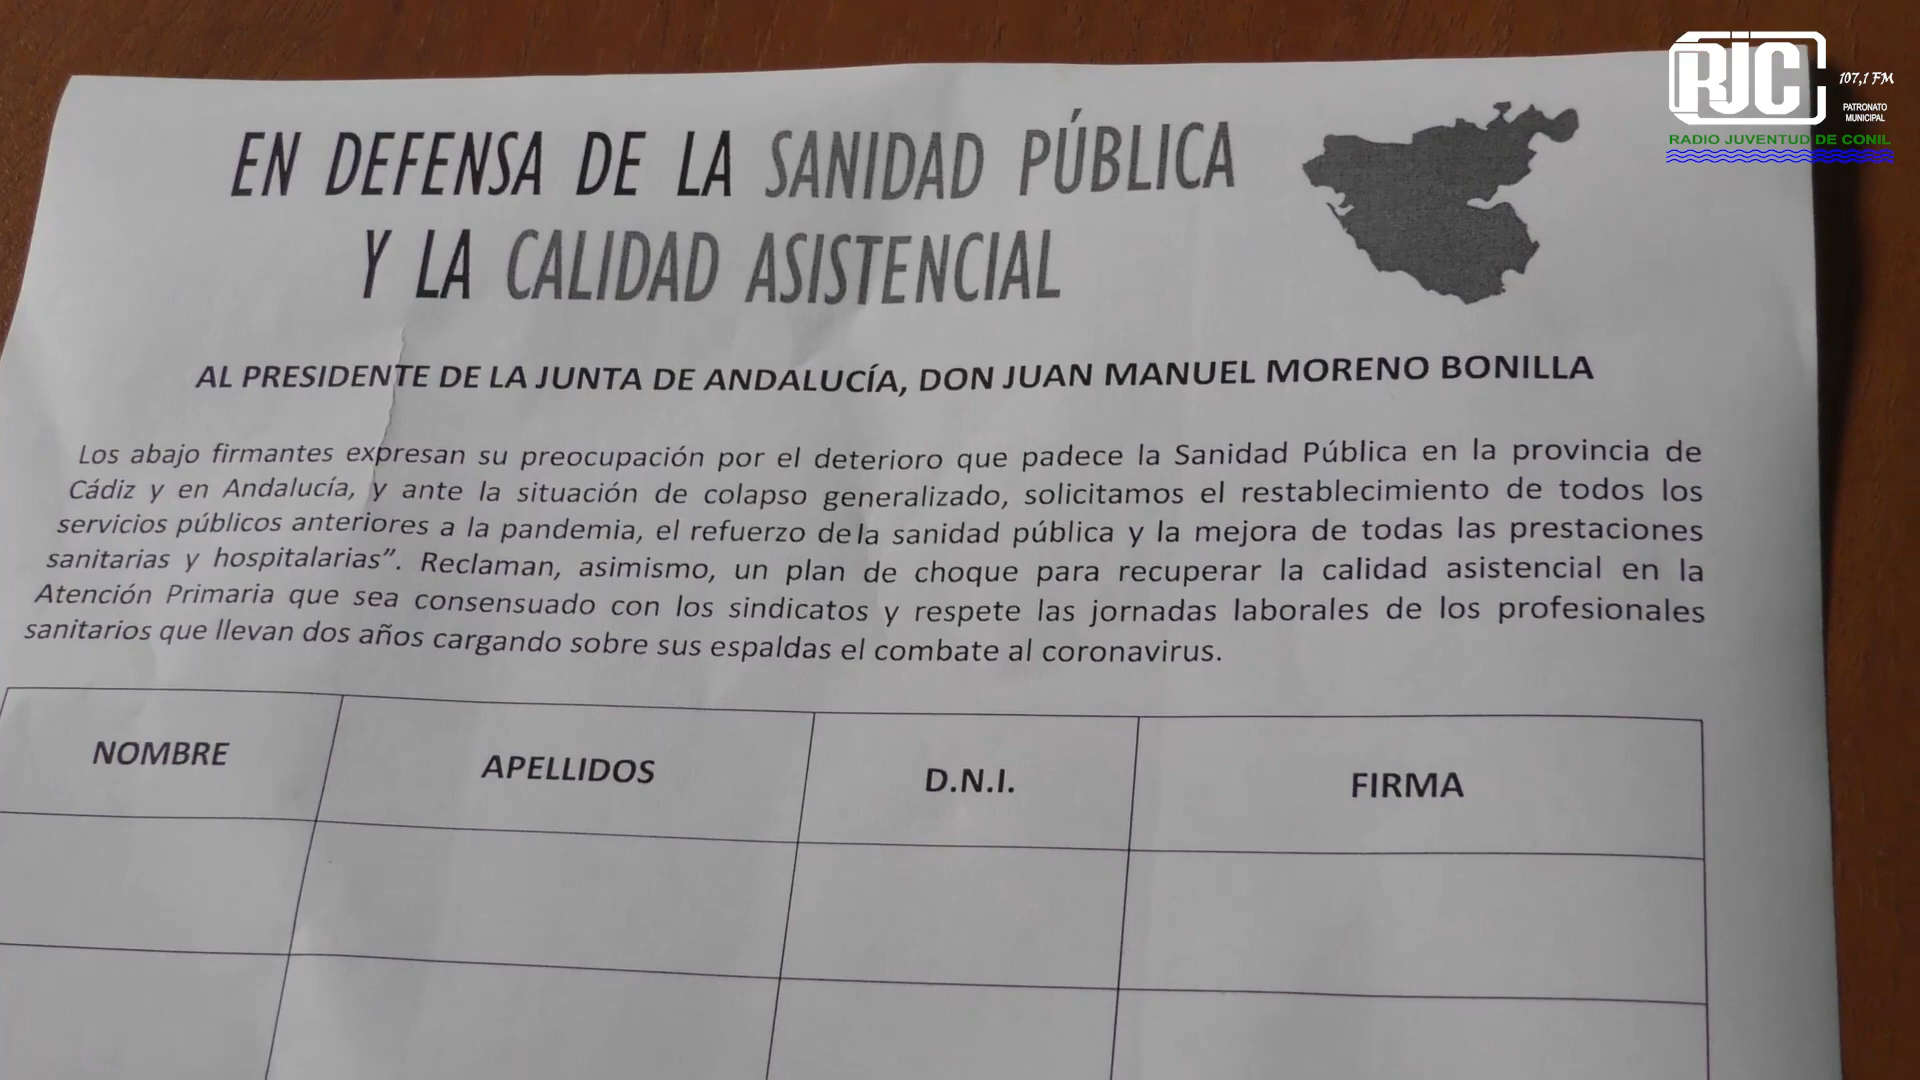 RJC
107,1 FM
PATRONATO
MUNICIPAL
RADIO JUVENTUD DE CONIL
EN DEFENSA DE LA SANIDAD PÚBLICA
Y LA CALIDAD ASISTENCIAL
AL PRESIDENTE DE LA JUNTA DE ANDALUCÍA, DON JUAN MANUEL MORENO BONILLA
Los abajo firmantes expresan su preocupación por el deterioro que padece la Sanidad Pública en la provincia de
Cádiz y en Andalucía, y ante la situación de colapso generalizado, solicitamos el restablecimiento de todos los
servicios públicos anteriores a la pandemia, el refuerzo de la sanidad pública y la mejora de todas las prestaciones
sanitarias y hospitalarias”. Reclaman, asimismo, un plan de choque para recuperar la calidad asistencial en la
Atención Primaria que sea consensuado con los sindicatos y respete las jornadas laborales de los profesionales
sanitarios que llevan dos años cargando sobre sus espaldas el combate al coronavirus.
NOMBRE APELLIDOS D.N.I. FIRMA